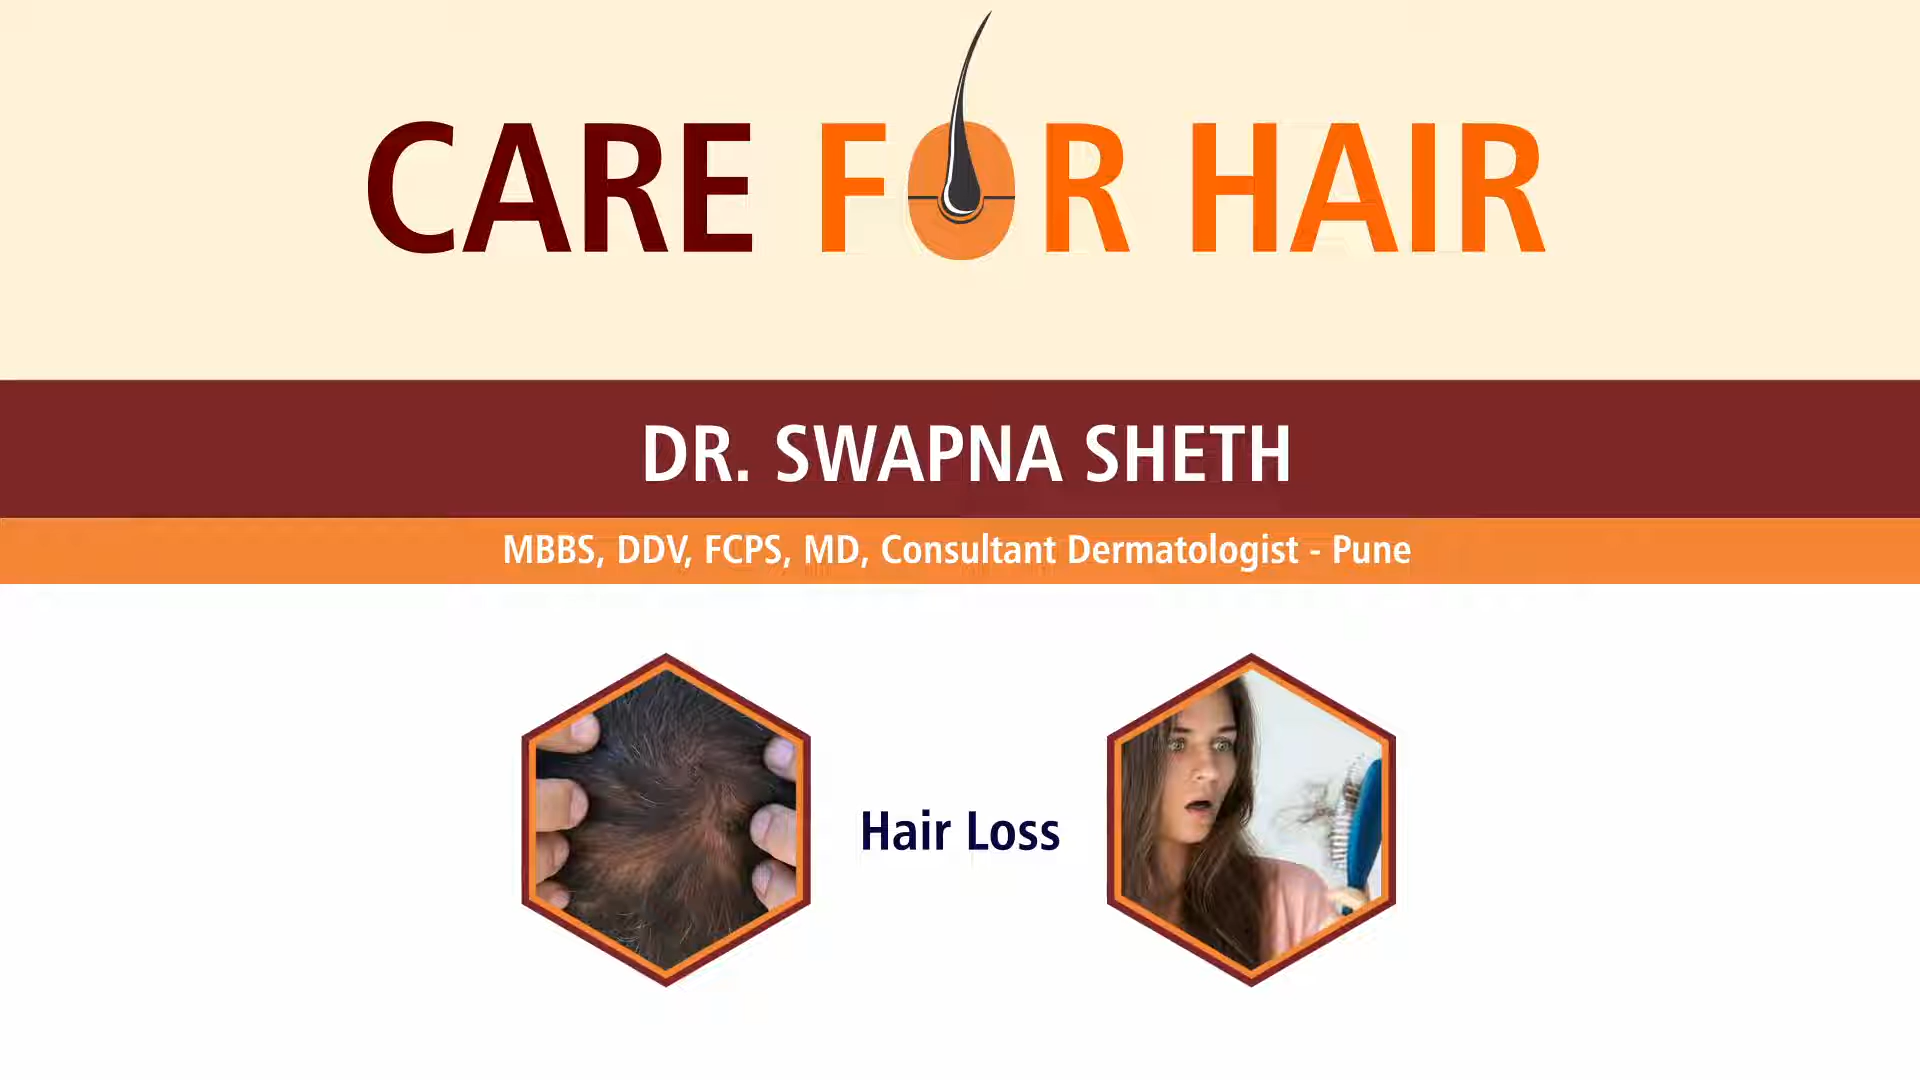 CARE FOR HAIR
DR. SWAPNA SHETH
MBBS, DDV, FCPS, MD, Consultant Dermatologist - Pune
Hair Loss